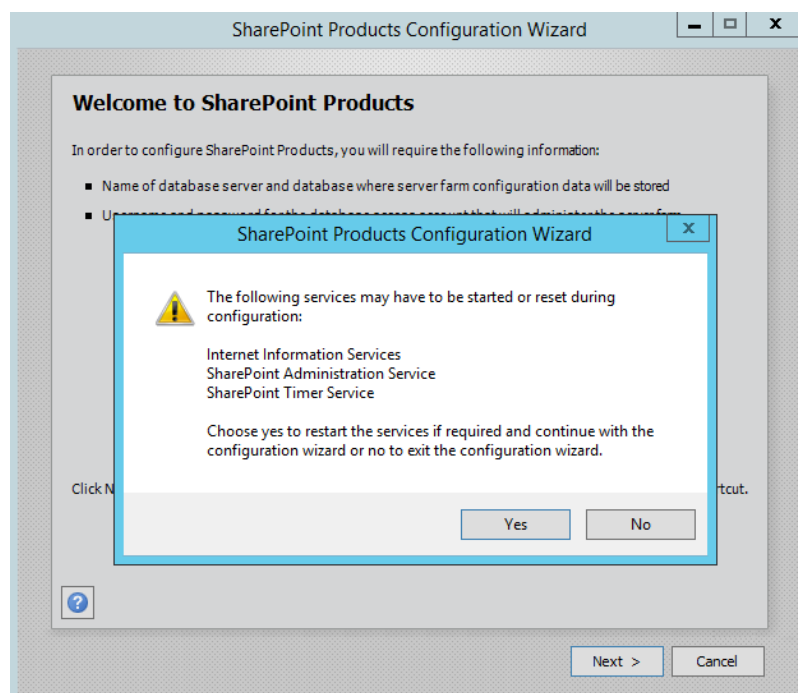 SharePoint Products Configuration Wizard
Welcome to SharePoint Products
In order to configure SharePoint Products, you will require the following information:
Name of database server and database where server farm configuration data will be stored
SharePoint Products Configuration Wizard
The following services may have to be started or reset during
configuration:
Internet Information Services
SharePoint Administration Service
SharePoint Timer Service
Choose yes to restart the services if required and continue with the
configuration wizard or no to exit the configuration wizard.
Click
Yes
No
Next >
Cancel